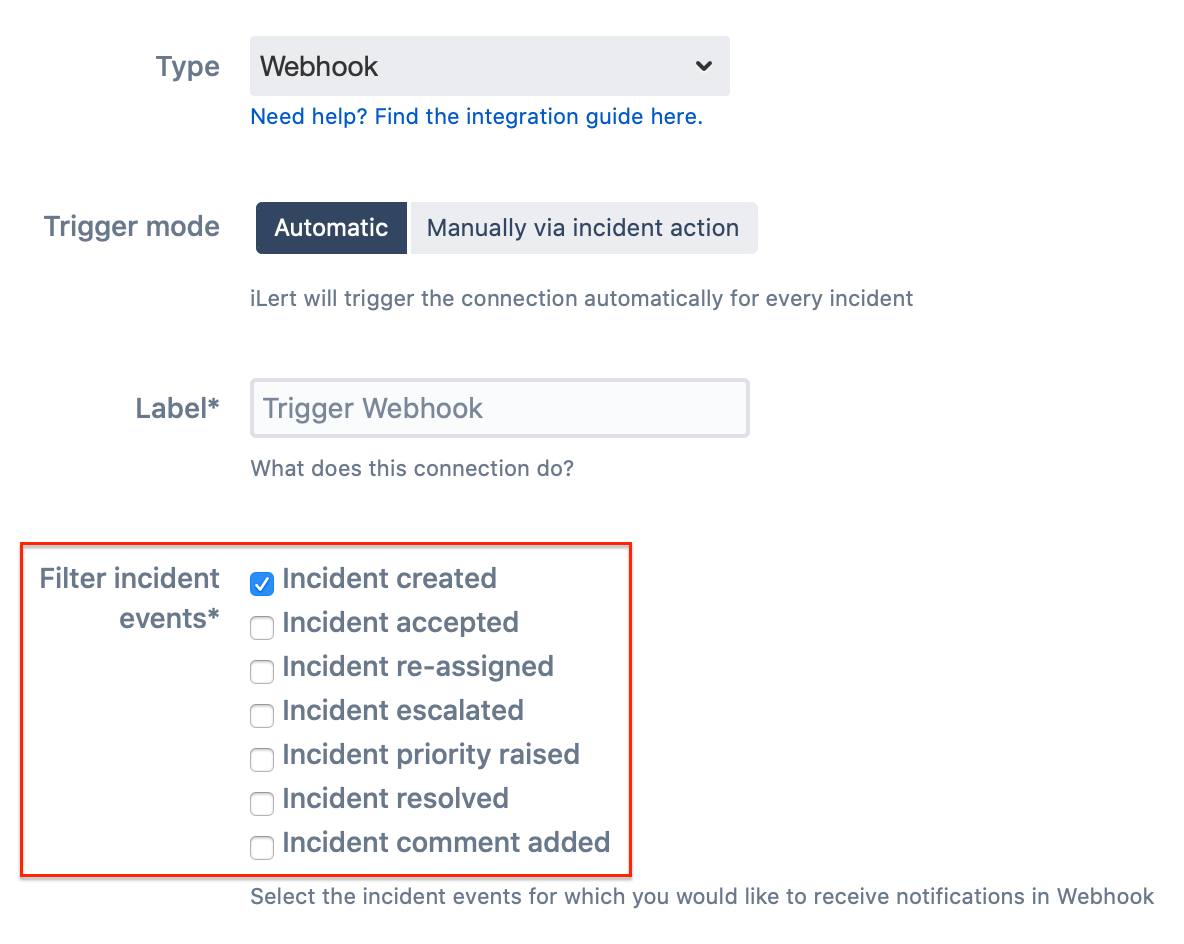 Type
Webhook
Need help? Find the integration guide here.
Trigger mode
Automatic
Manually via incident action
iLert will trigger the connection automatically for every incident
Label*
Trigger Webhook
What does this connection do?
Filter incident
events*
Incident created
Incident accepted
Incident re-assigned
Incident escalated
Incident priority raised
Incident resolved
Incident comment added
Select the incident events for which you would like to receive notifications in Webhook